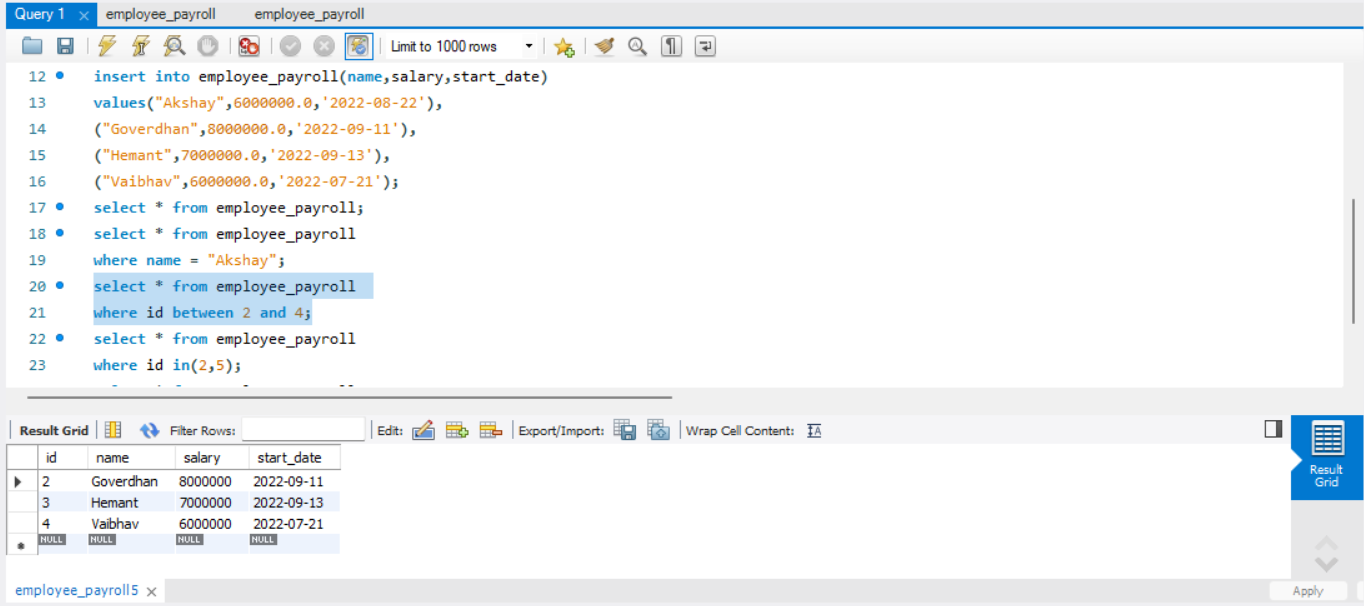 Query 1 employee_payroll employee_payroll
Limit to 1000 rows
12 insert into employee_payroll(name,salary,start_date)
13 values("Akshay",6000000.0,'2022-08-22'),
14 ("Goverdhan",8000000.0,'2022-09-11'),
15 ("Hemant",7000000.0,'2022-09-13'),
16 ("Vaibhav",6000000.0,'2022-07-21');
17 select * from employee_payroll;
18 select * from employee_payroll
19 where name = "Akshay";
20 select * from employee_payroll
21 where id between 2 and 4;
22 select * from employee_payroll
23 where id in(2,5);
Result Grid Filter Rows: Edit: Export/Import: Wrap Cell Content:
id name salary start_date
2 Goverdhan 8000000 2022-09-11
3 Hemant 7000000 2022-09-13
4 Vaibhav 6000000 2022-07-21
NULL NULL NULL NULL
Result
Grid
employee_payroll5
Apply